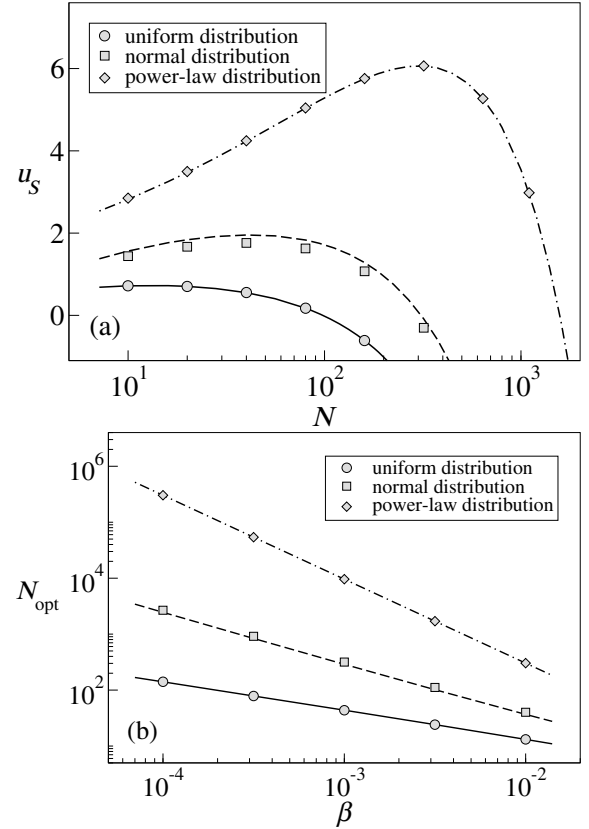 uniform distribution
normal distribution
power-law distribution
6
4
2
0
u_S
(a)
10^1 10^2 10^3
N
uniform distribution
normal distribution
power-law distribution
10^6
10^4
10^2
N_opt
(b)
10^-4 10^-3 10^-2
β